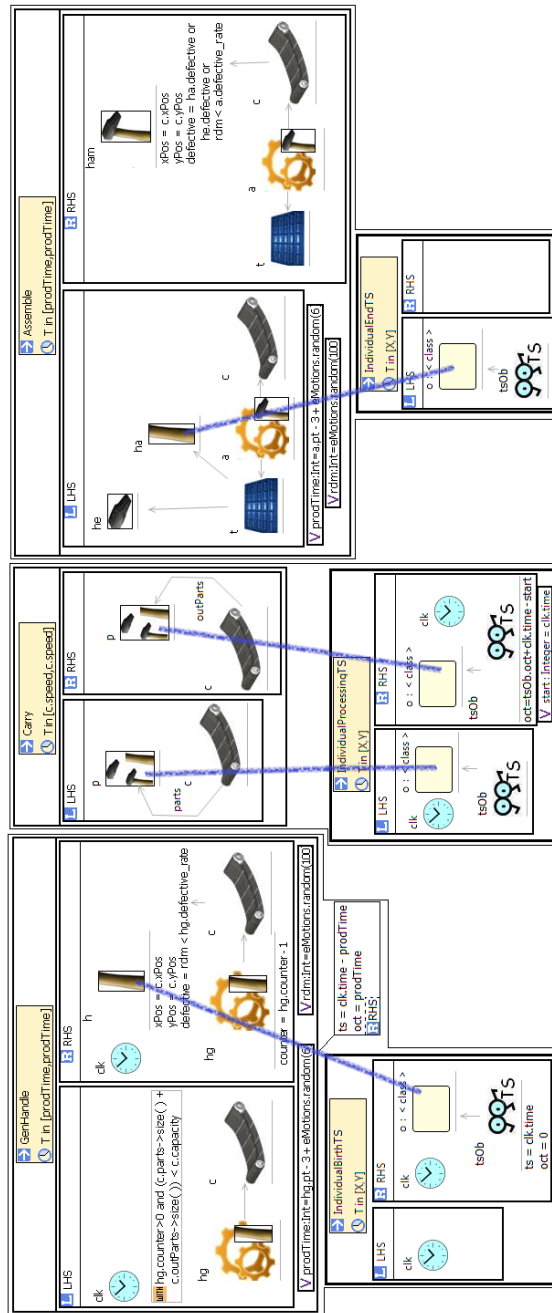 GenHandle
T in [prodTime,prodTime]
LHS
clk
WITH hg.counter>0 and (c.parts->size() +
c.outParts->size()) < c.capacity
hg
c
RHS
clk
h
xPos = c.xPos
yPos = c.yPos
defective = rdm < hg.defective_rate
hg
c
counter = hg.counter - 1
prodTime:Int=hg.pt - 3 + eMotions.random(6)
rdm:Int=eMotions.random(100)
ts = clk.time - prodTime
oct = prodTime
RHS:
IndividualBirthTS
T in [X,Y]
LHS
clk
RHS
clk
o : < class >
tsOb
TS
ts = clk.time
oct = 0
Carry
T in [c.speed,c.speed]
LHS
p
parts
c
RHS
p
outParts
c
IndividualProcessingTS
T in [X,Y]
LHS
o : < class >
clk
tsOb
TS
RHS
o : < class >
clk
tsOb
TS
oct=tsOb.oct+clk.time-start
start : Integer = clk.time
Assemble
T in [prodTime,prodTime]
LHS
he
ha
t
a
c
RHS
ham
xPos = c.xPos
yPos = c.yPos
defective = ha.defective or
he.defective or
rdm < a.defective_rate
t
a
c
prodTime:Int=a.pt - 3 + eMotions.random(6)
rdm:Int=eMotions.random(100)
IndividualEndTS
T in [X,Y]
LHS
o : < class >
tsOb
TS
RHS